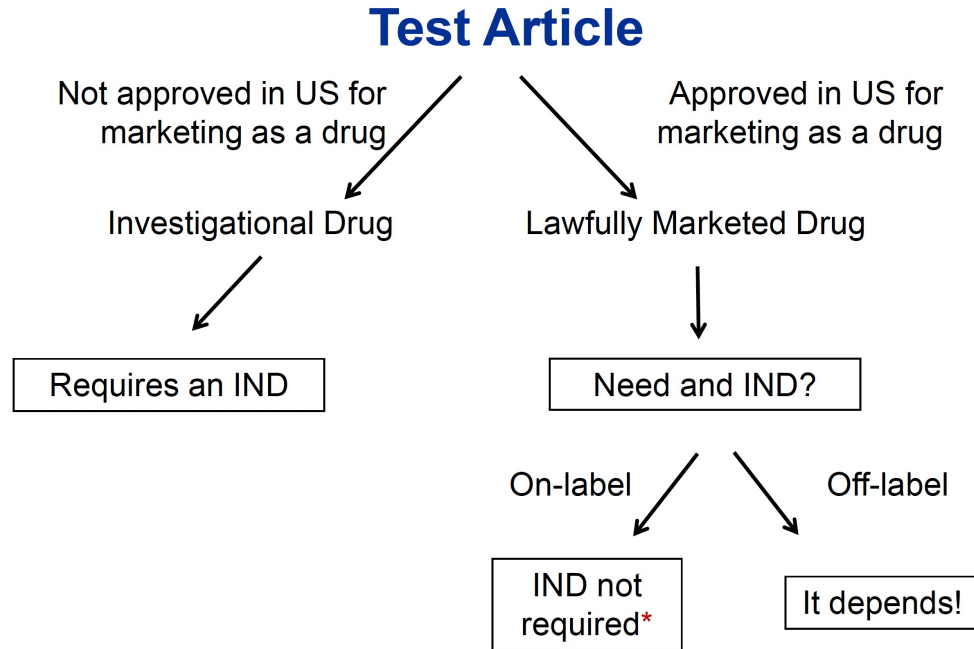 Test Article
Not approved in US for
marketing as a drug
Approved in US for
marketing as a drug
Investigational Drug
Lawfully Marketed Drug
Requires an IND
Need and IND?
On-label
Off-label
IND not
required*
It depends!